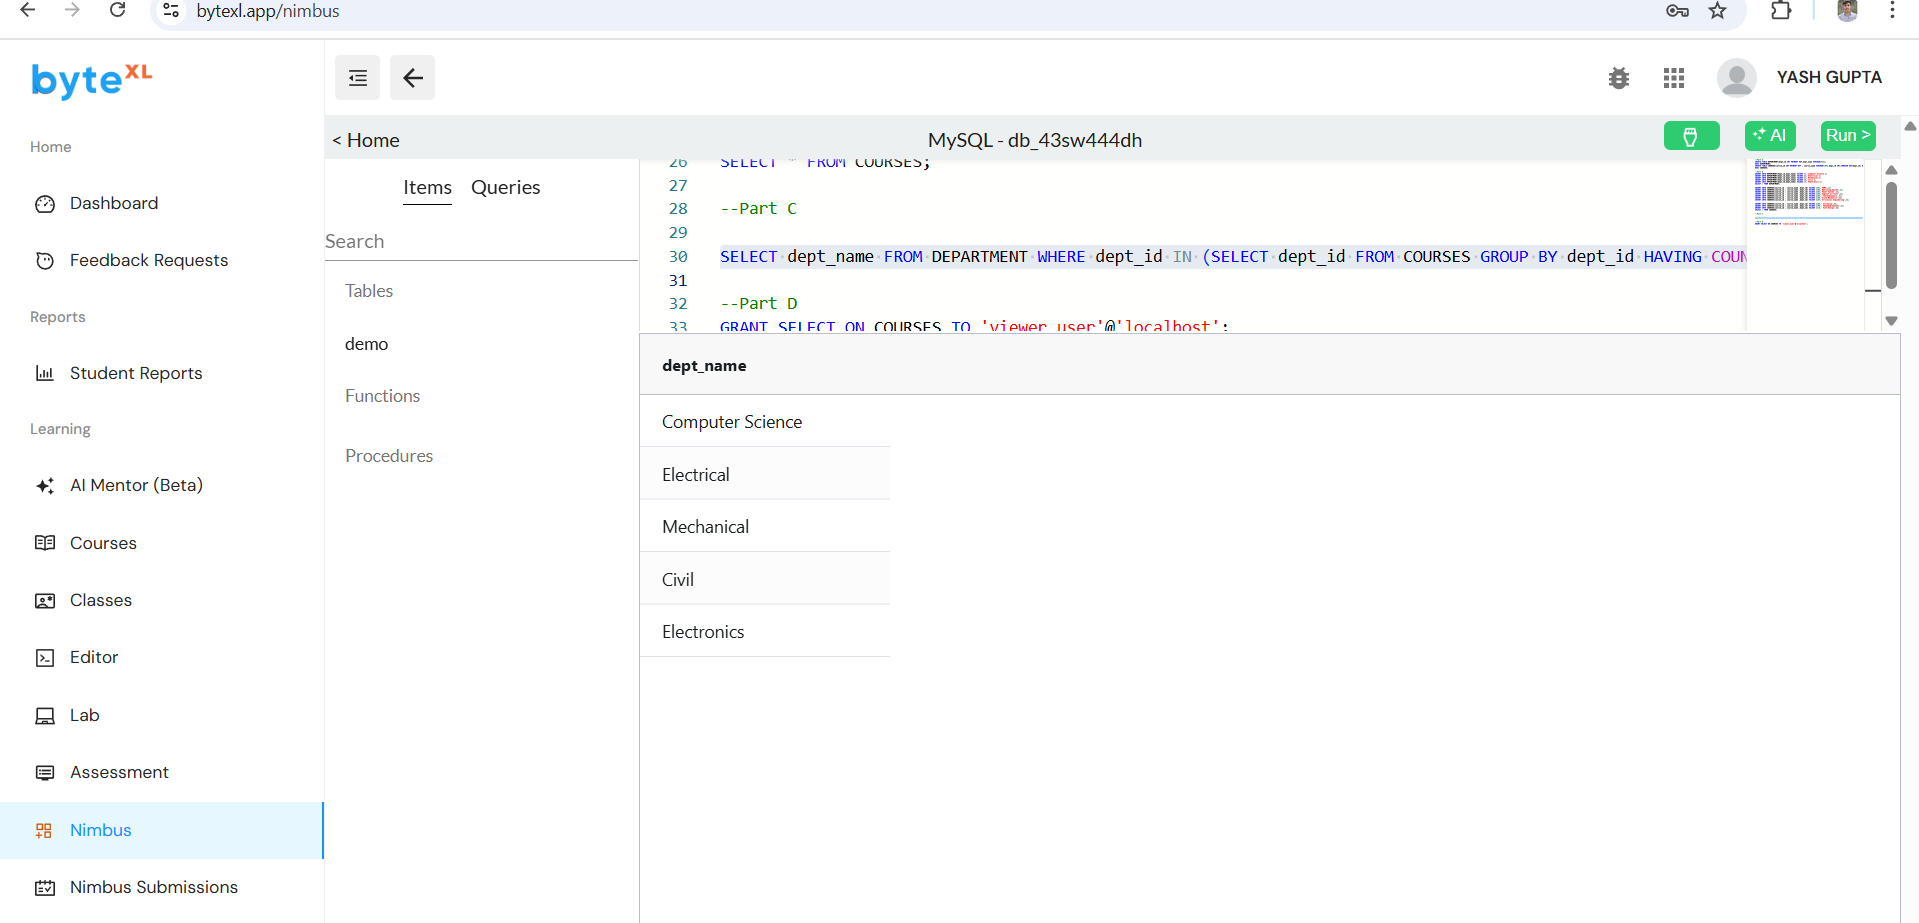 bytexl.app/nimbus
byteXL
YASH GUPTA
Home
Dashboard
Feedback Requests
Reports
Student Reports
Learning
AI Mentor (Beta)
Courses
Classes
Editor
Lab
Assessment
Nimbus
Nimbus Submissions
< Home
MySQL - db_43sw444dh
AI
Run >
Items Queries
Search
Tables
demo
Functions
Procedures
26 SELECT * FROM COURSES;
27
28 --Part C
29
30 SELECT dept_name FROM DEPARTMENT WHERE dept_id IN (SELECT dept_id FROM COURSES GROUP BY dept_id HAVING COUN
31
32 --Part D
33 GRANT SELECT ON COURSES TO 'viewer_user'@'localhost';
dept_name
Computer Science
Electrical
Mechanical
Civil
Electronics